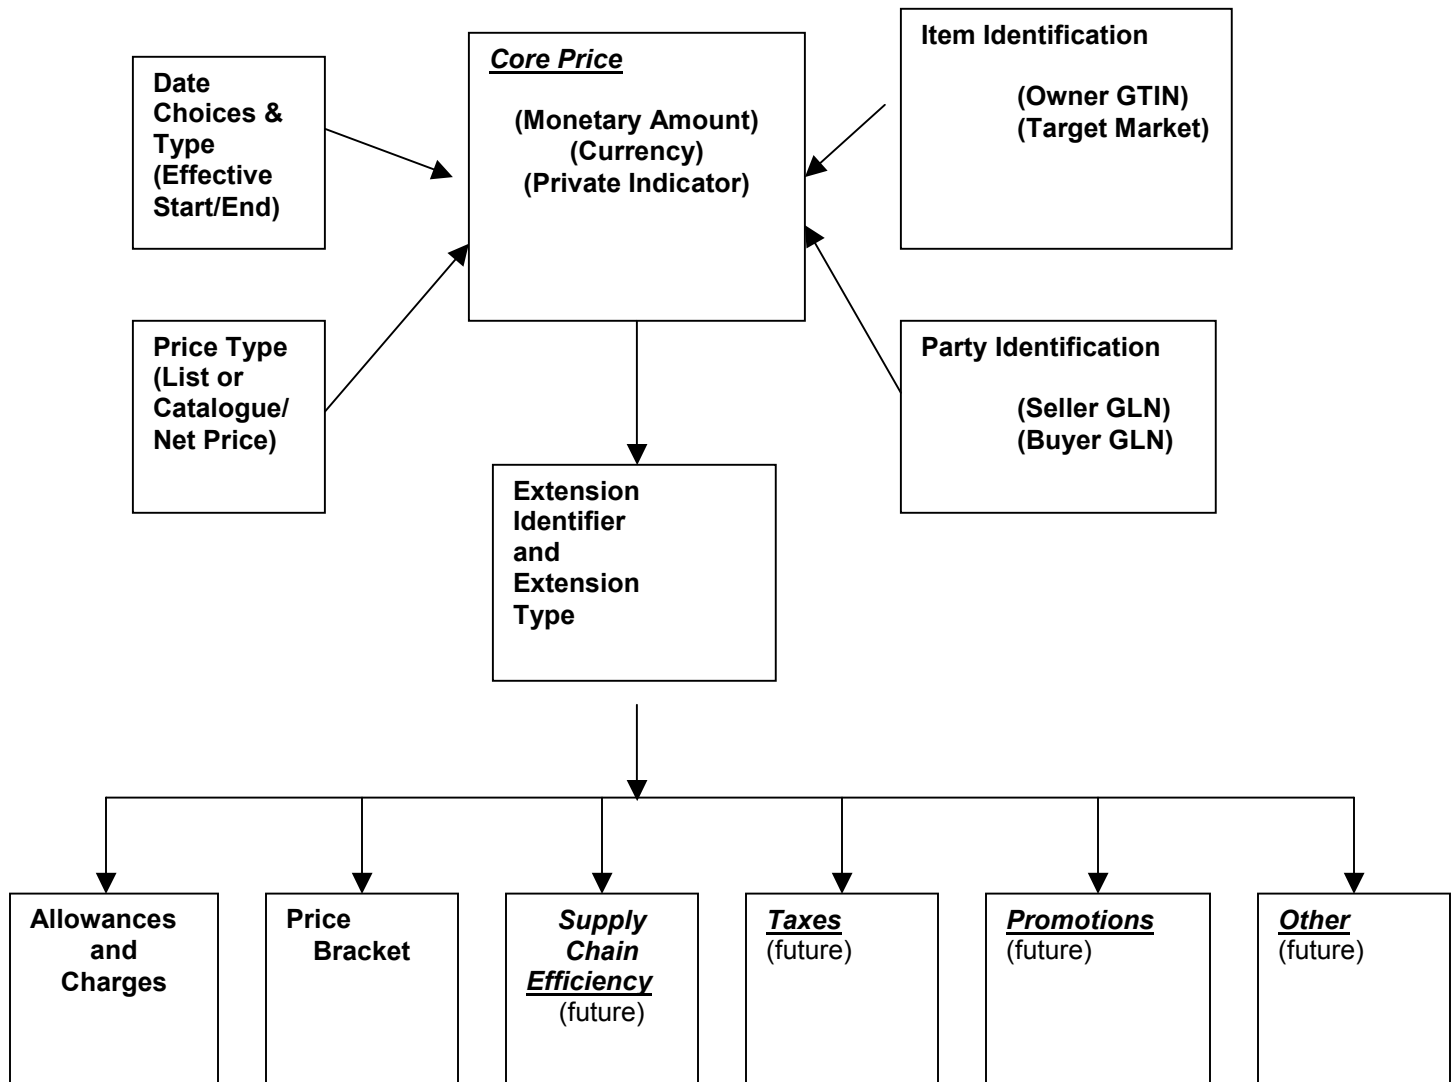 Date
Choices &
Type
(Effective
Start/End)
Core Price
(Monetary Amount)
(Currency)
(Private Indicator)
Item Identification
(Owner GTIN)
(Target Market)
Price Type
(List or
Catalogue/
Net Price)
Party Identification
(Seller GLN)
(Buyer GLN)
Extension
Identifier
and
Extension
Type
Allowances
and
Charges
Price
Bracket
Supply
Chain
Efficiency
(future)
Taxes
(future)
Promotions
(future)
Other
(future)